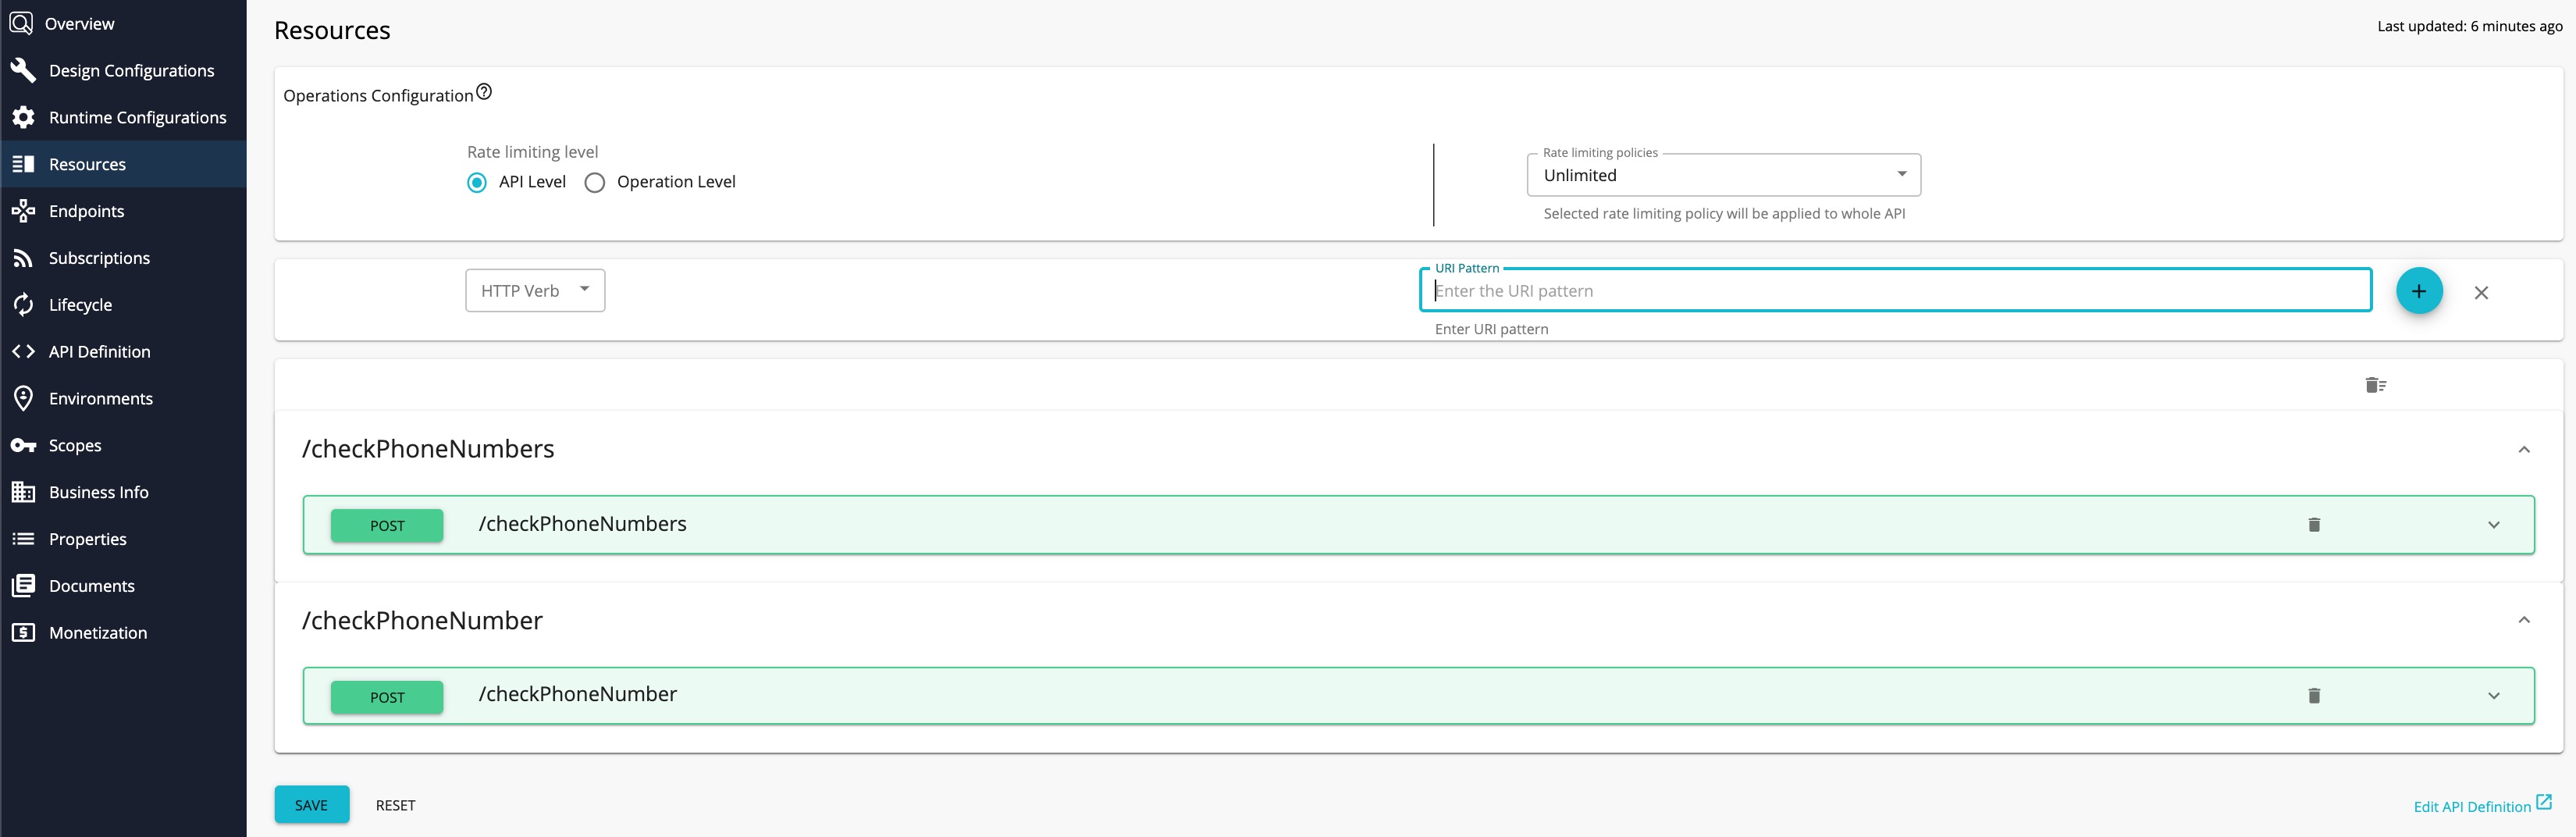 Overview
Design Configurations
Runtime Configurations
Resources
Endpoints
Subscriptions
Lifecycle
API Definition
Environments
Scopes
Business Info
Properties
Documents
Monetization
Resources
Last updated: 6 minutes ago
Operations Configuration
Rate limiting level
API Level
Operation Level
Rate limiting policies
Unlimited
Selected rate limiting policy will be applied to whole API
HTTP Verb
URI Pattern
Enter the URI pattern
Enter URI pattern
/checkPhoneNumbers
POST /checkPhoneNumbers
/checkPhoneNumber
POST /checkPhoneNumber
SAVE
RESET
Edit API Definition